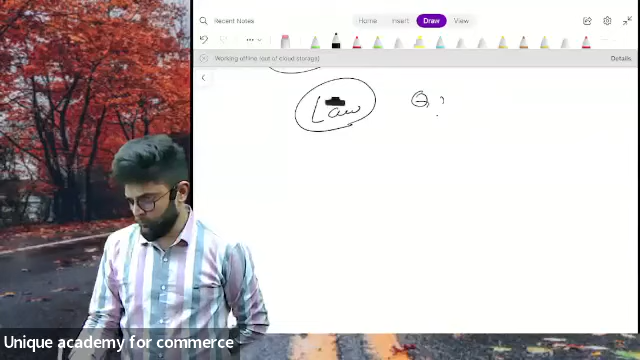 Recent Notes
Home Insert Draw View
Working offline (out of cloud storage)
Details
Law Q. ?
Unique academy for commerce